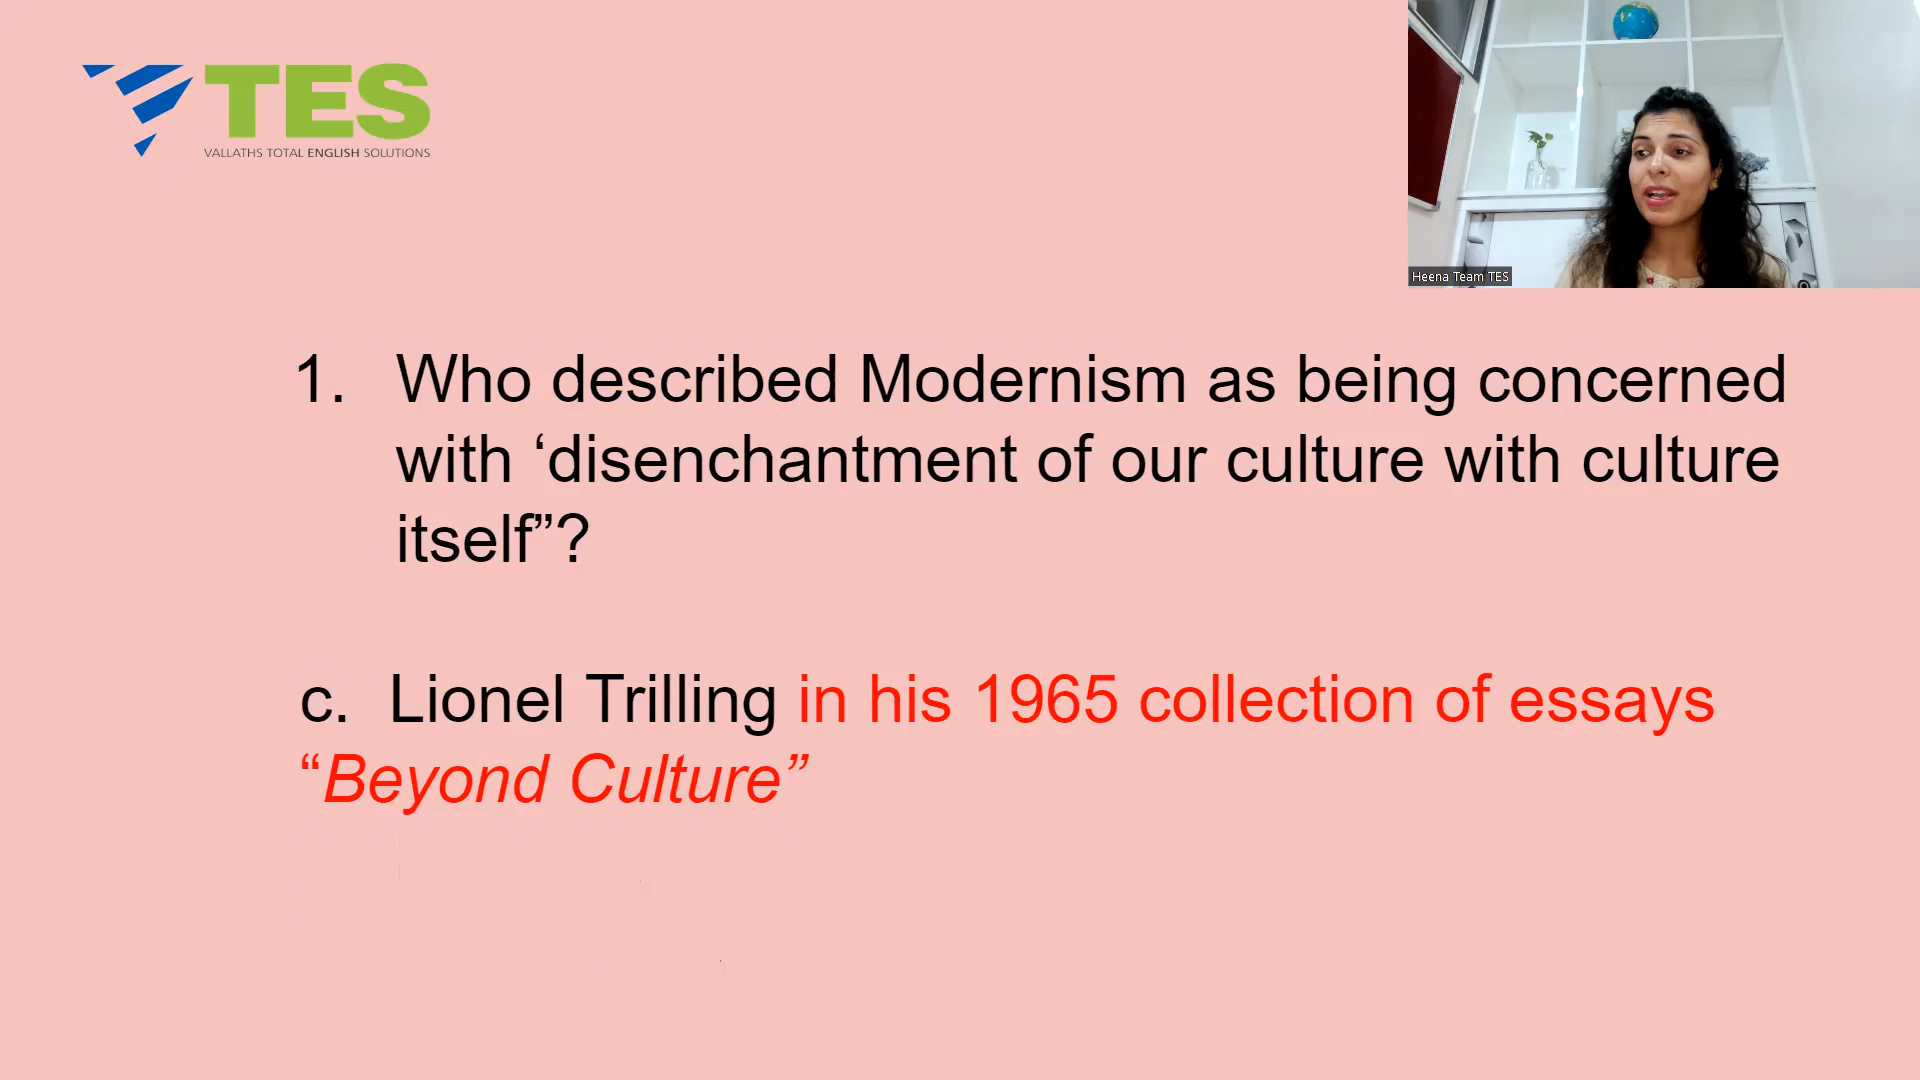 TES
VALLATHS TOTAL ENGLISH SOLUTIONS
Heena Team TES
1. Who described Modernism as being concerned
with ‘disenchantment of our culture with culture
itself”?
c. Lionel Trilling in his 1965 collection of essays
“Beyond Culture”